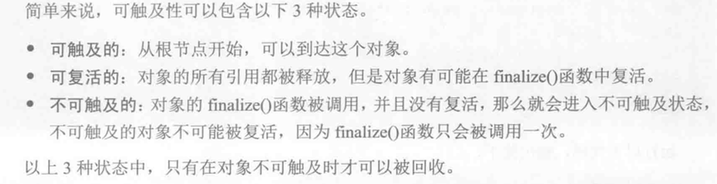 简单来说，可触及性可以包含以下 3 种状态。
● 可触及的：从根节点开始，可以到达这个对象。
● 可复活的：对象的所有引用都被释放，但是对象有可能在 finalize()函数中复活。
● 不可触及的：对象的 finalize()函数被调用，并且没有复活，那么就会进入不可触及状态，
不可触及的对象不可能被复活，因为 finalize()函数只会被调用一次。
以上 3 种状态中，只有在对象不可触及时才可以被回收。